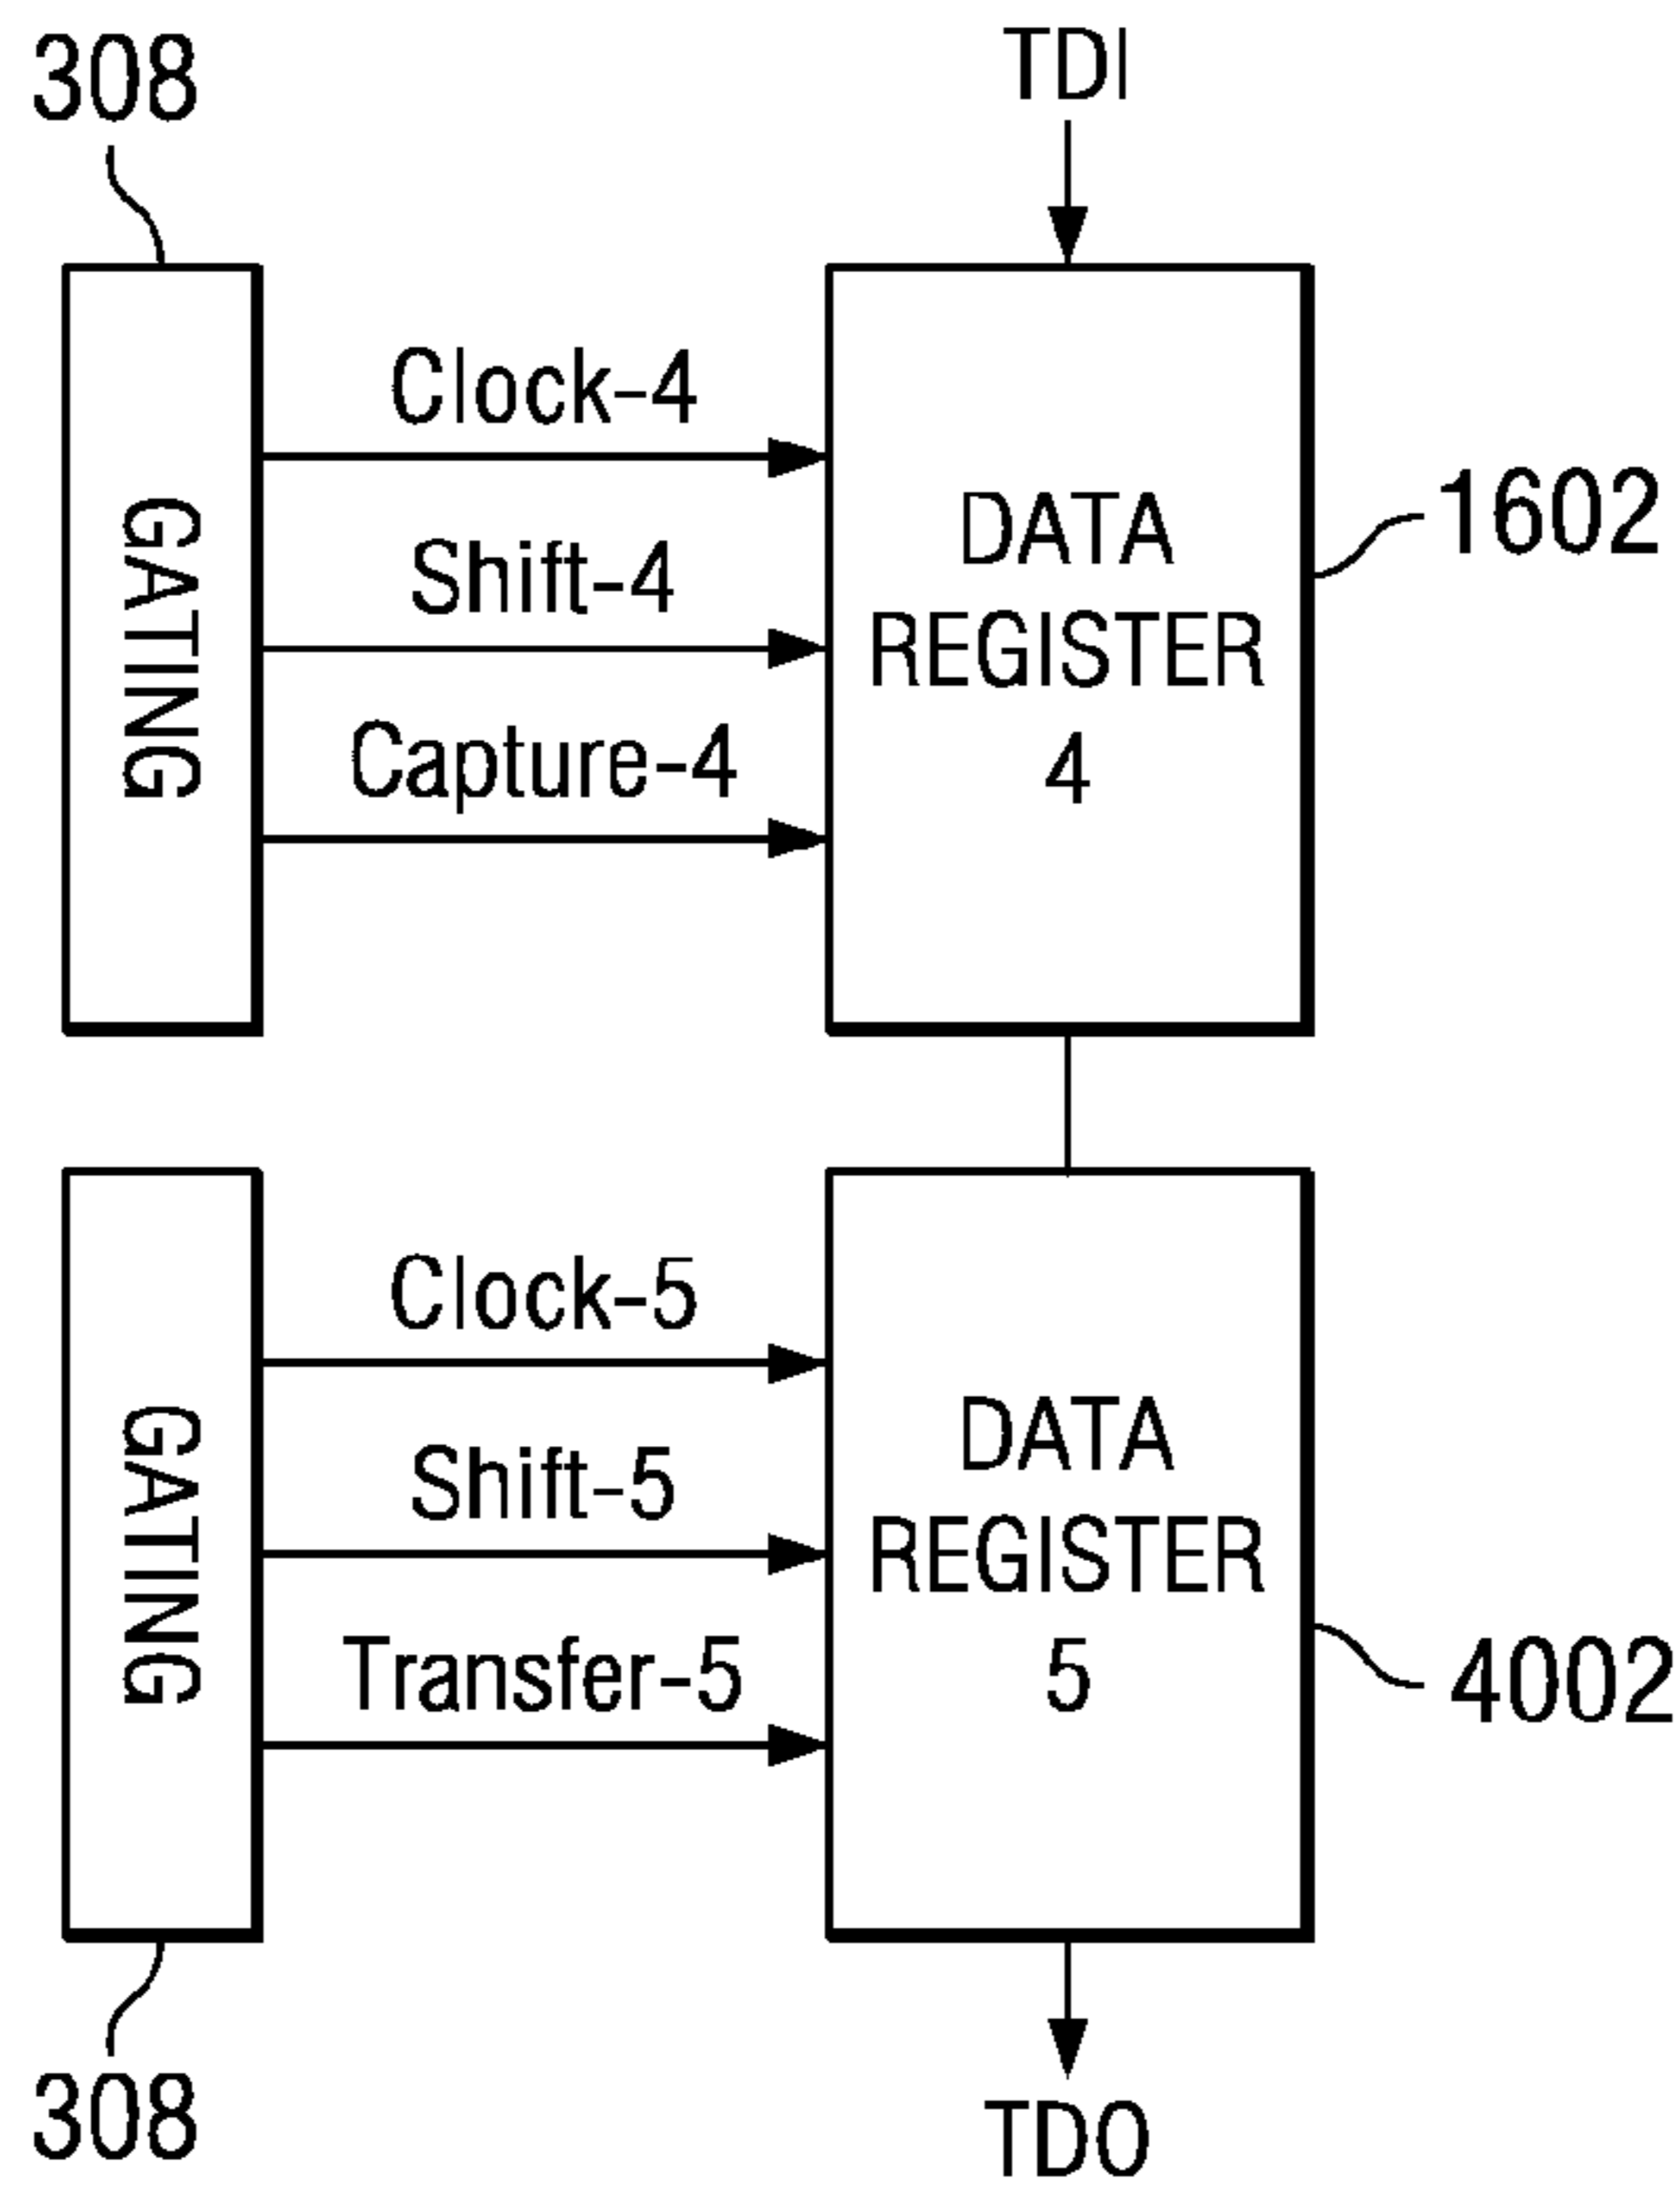 308
TDI
GATING
Clock-4
Shift-4
Capture-4
DATA
REGISTER
4
1602
GATING
Clock-5
Shift-5
Transfer-5
DATA
REGISTER
5
4002
308
TDO